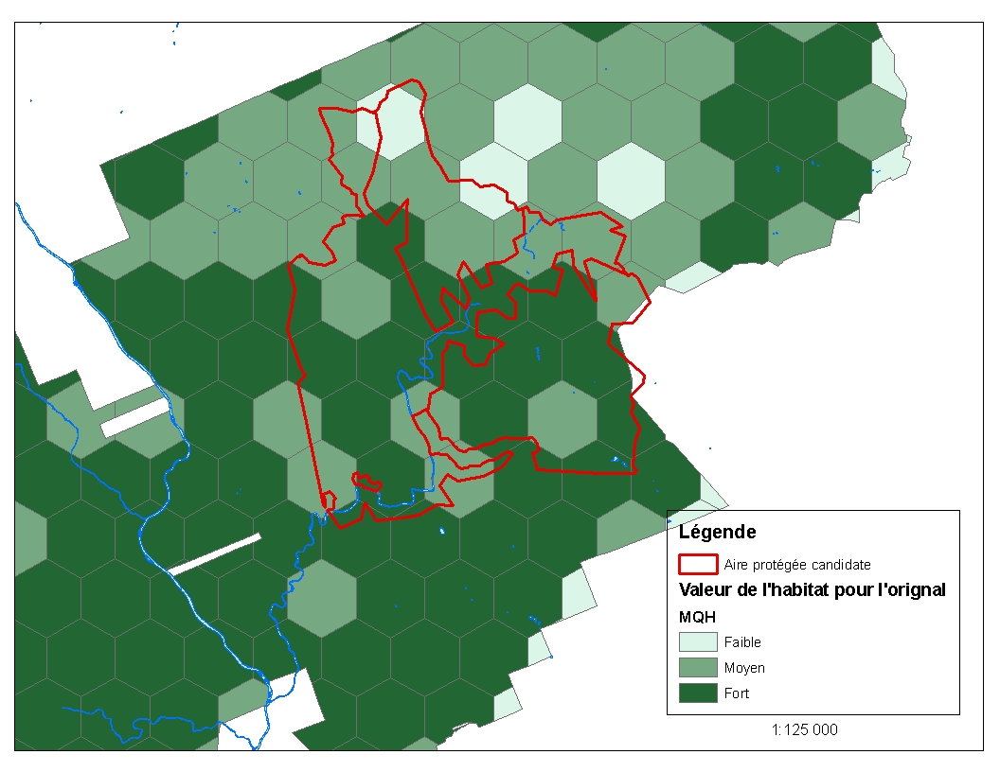 Légende
Aire protégée candidate
Valeur de l'habitat pour l'orignal
MQH
Faible
Moyen
Fort
1:125 000